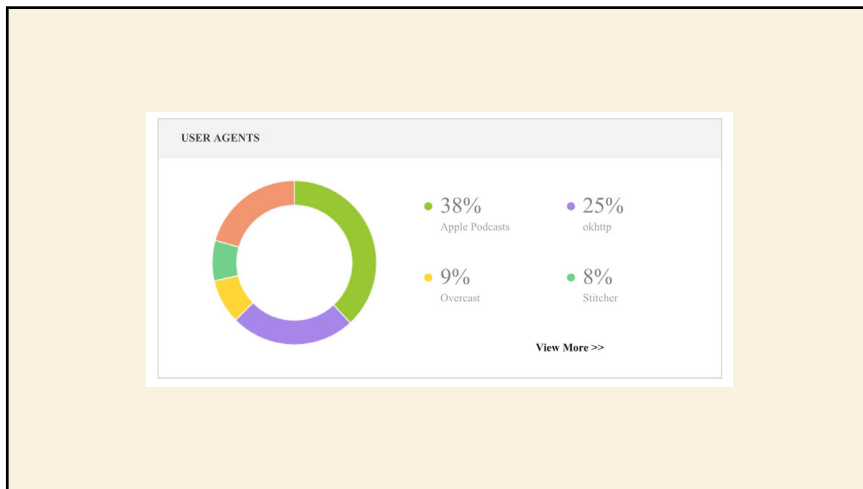 USER AGENTS
38%
Apple Podcasts
25%
okhttp
9%
Overcast
8%
Stitcher
View More >>